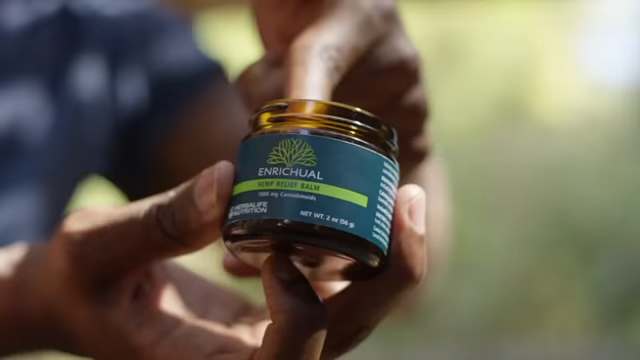 ENRICHUAL
HEMP RELIEF BALM
1000 mg Cannabinoids
HERBALIFE
NUTRITION
NET WT. 2 oz (56 g)